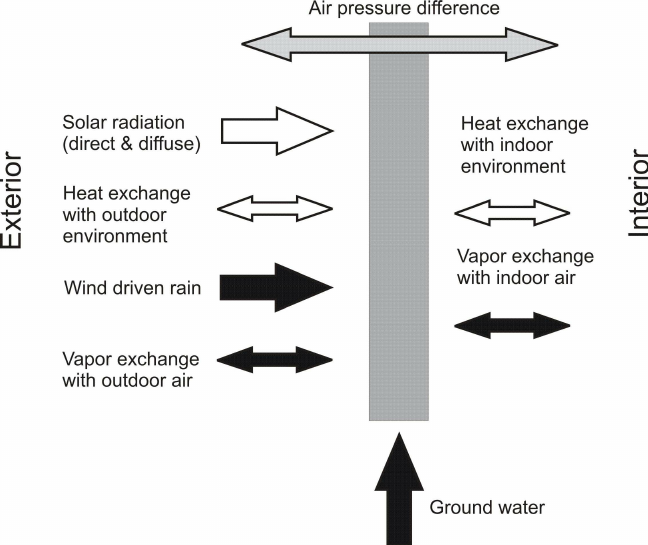 Air pressure difference
Exterior
Solar radiation
(direct & diffuse)
Heat exchange
with outdoor
environment
Wind driven rain
Vapor exchange
with outdoor air
Heat exchange
with indoor
environment
Vapor exchange
with indoor air
Interior
Ground water